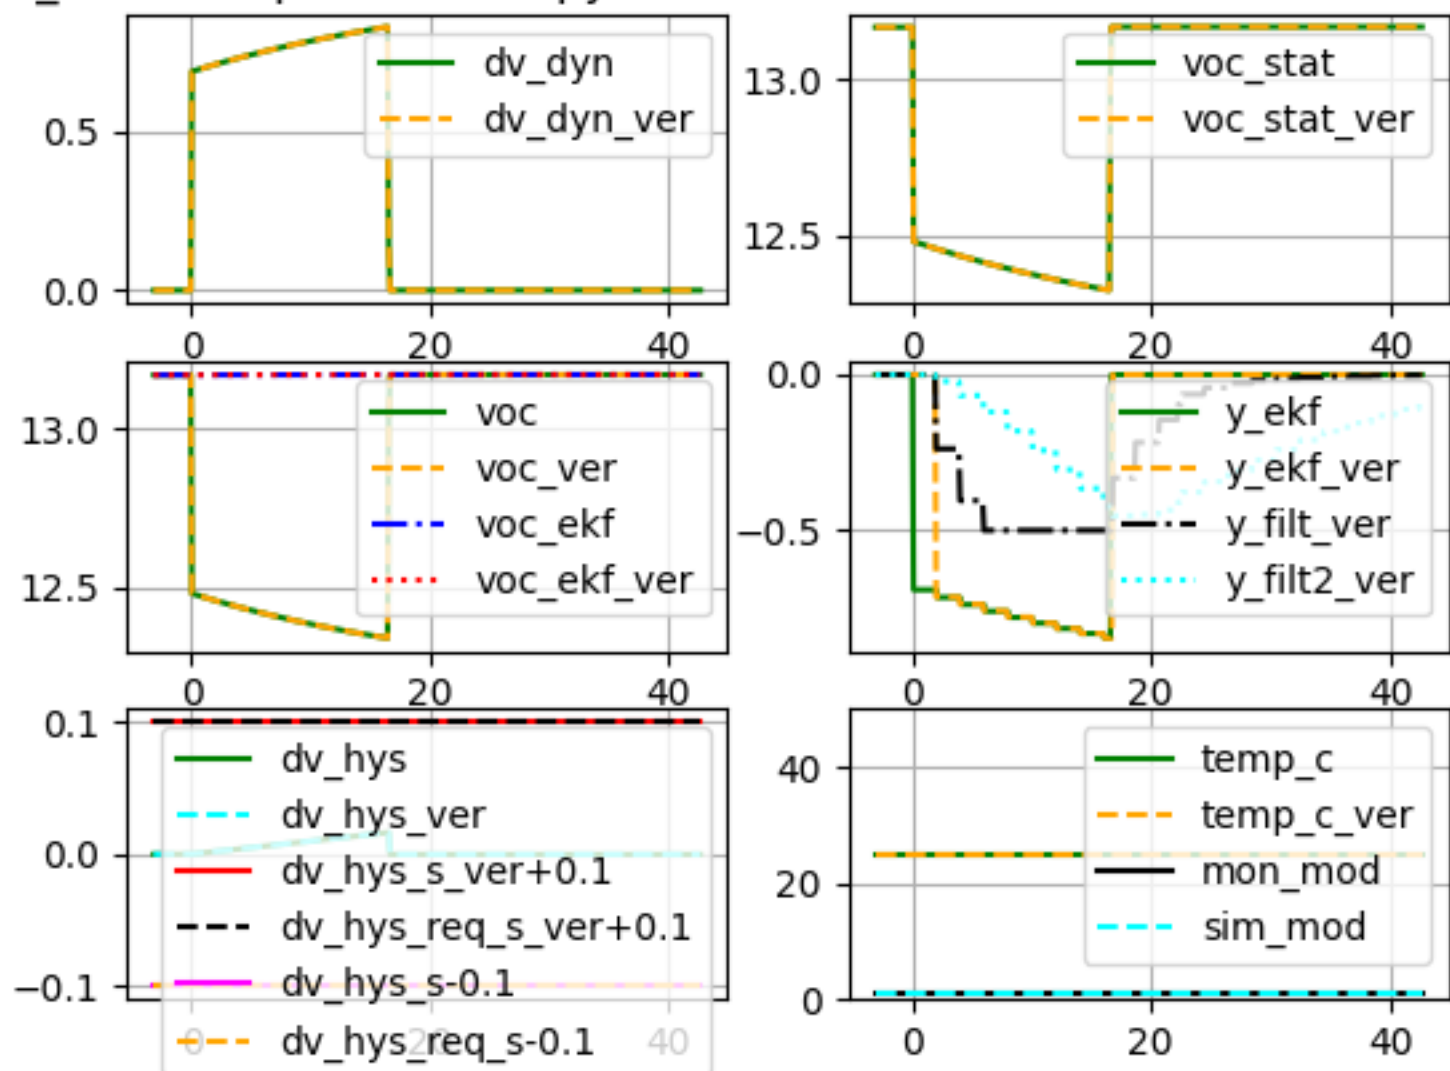 0.5
0.0
dv_dyn
dv_dyn_ver
0 20 40
13.0
12.5
voc_stat
voc_stat_ver
0 20 40
13.0
12.5
voc
voc_ver
voc_ekf
voc_ekf_ver
0 20 40
0.0
−0.5
y_ekf
y_ekf_ver
y_filt_ver
y_filt2_ver
0 20 40
0.1
0.0
−0.1
dv_hys
dv_hys_ver
dv_hys_s_ver+0.1
dv_hys_req_s_ver+0.1
dv_hys_s-0.1
dv_hys_req_s-0.1
0 20 40
40
20
0
temp_c
temp_c_ver
mon_mod
sim_mod
0 20 40